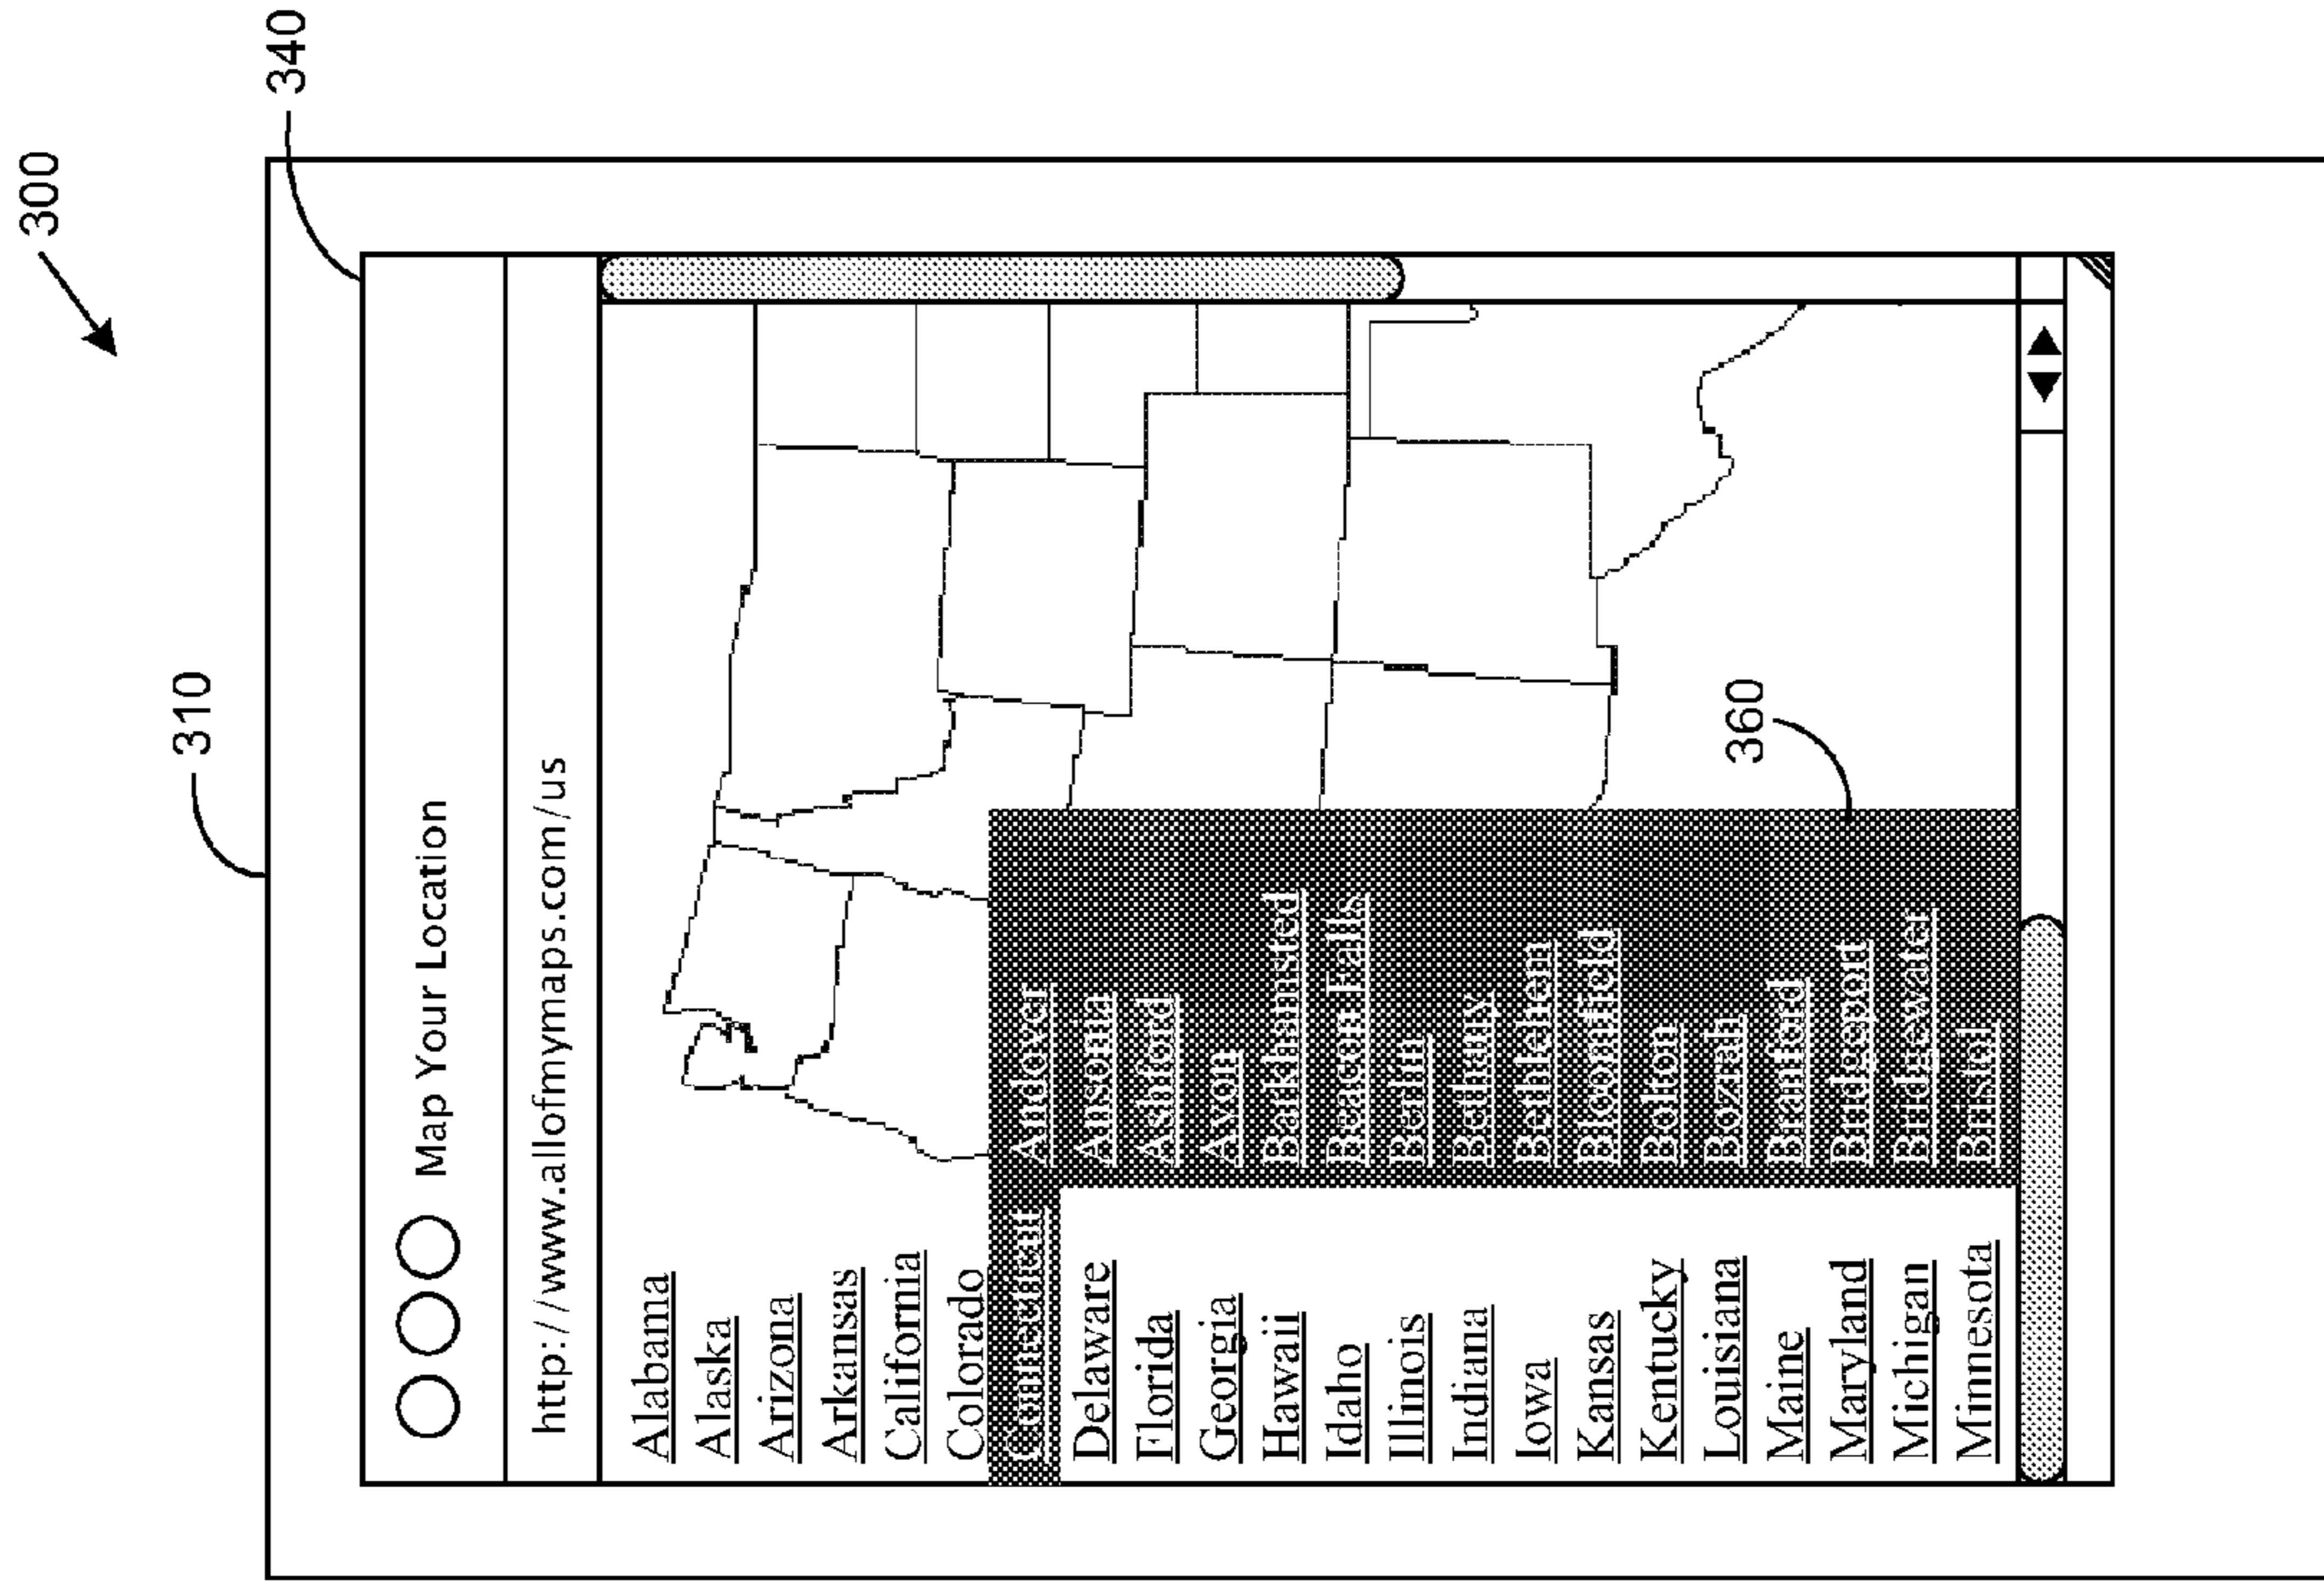 300
310
340
Map Your Location
http://www.allofmymaps.com/us
Alabama
Alaska
Arizona
Arkansas
California
Colorado
Connecticut
Delaware
Florida
Georgia
Hawaii
Idaho
Illinois
Indiana
Iowa
Kansas
Kentucky
Louisiana
Maine
Maryland
Michigan
Minnesota
Andover
Ansonia
Ashford
Avon
Barkhamsted
Beacon Falls
Berlin
Bethany
Bethlehem
Bloomfield
Bolton
Bozrah
Branford
Bridgeport
Bridgewater
Bristol
360